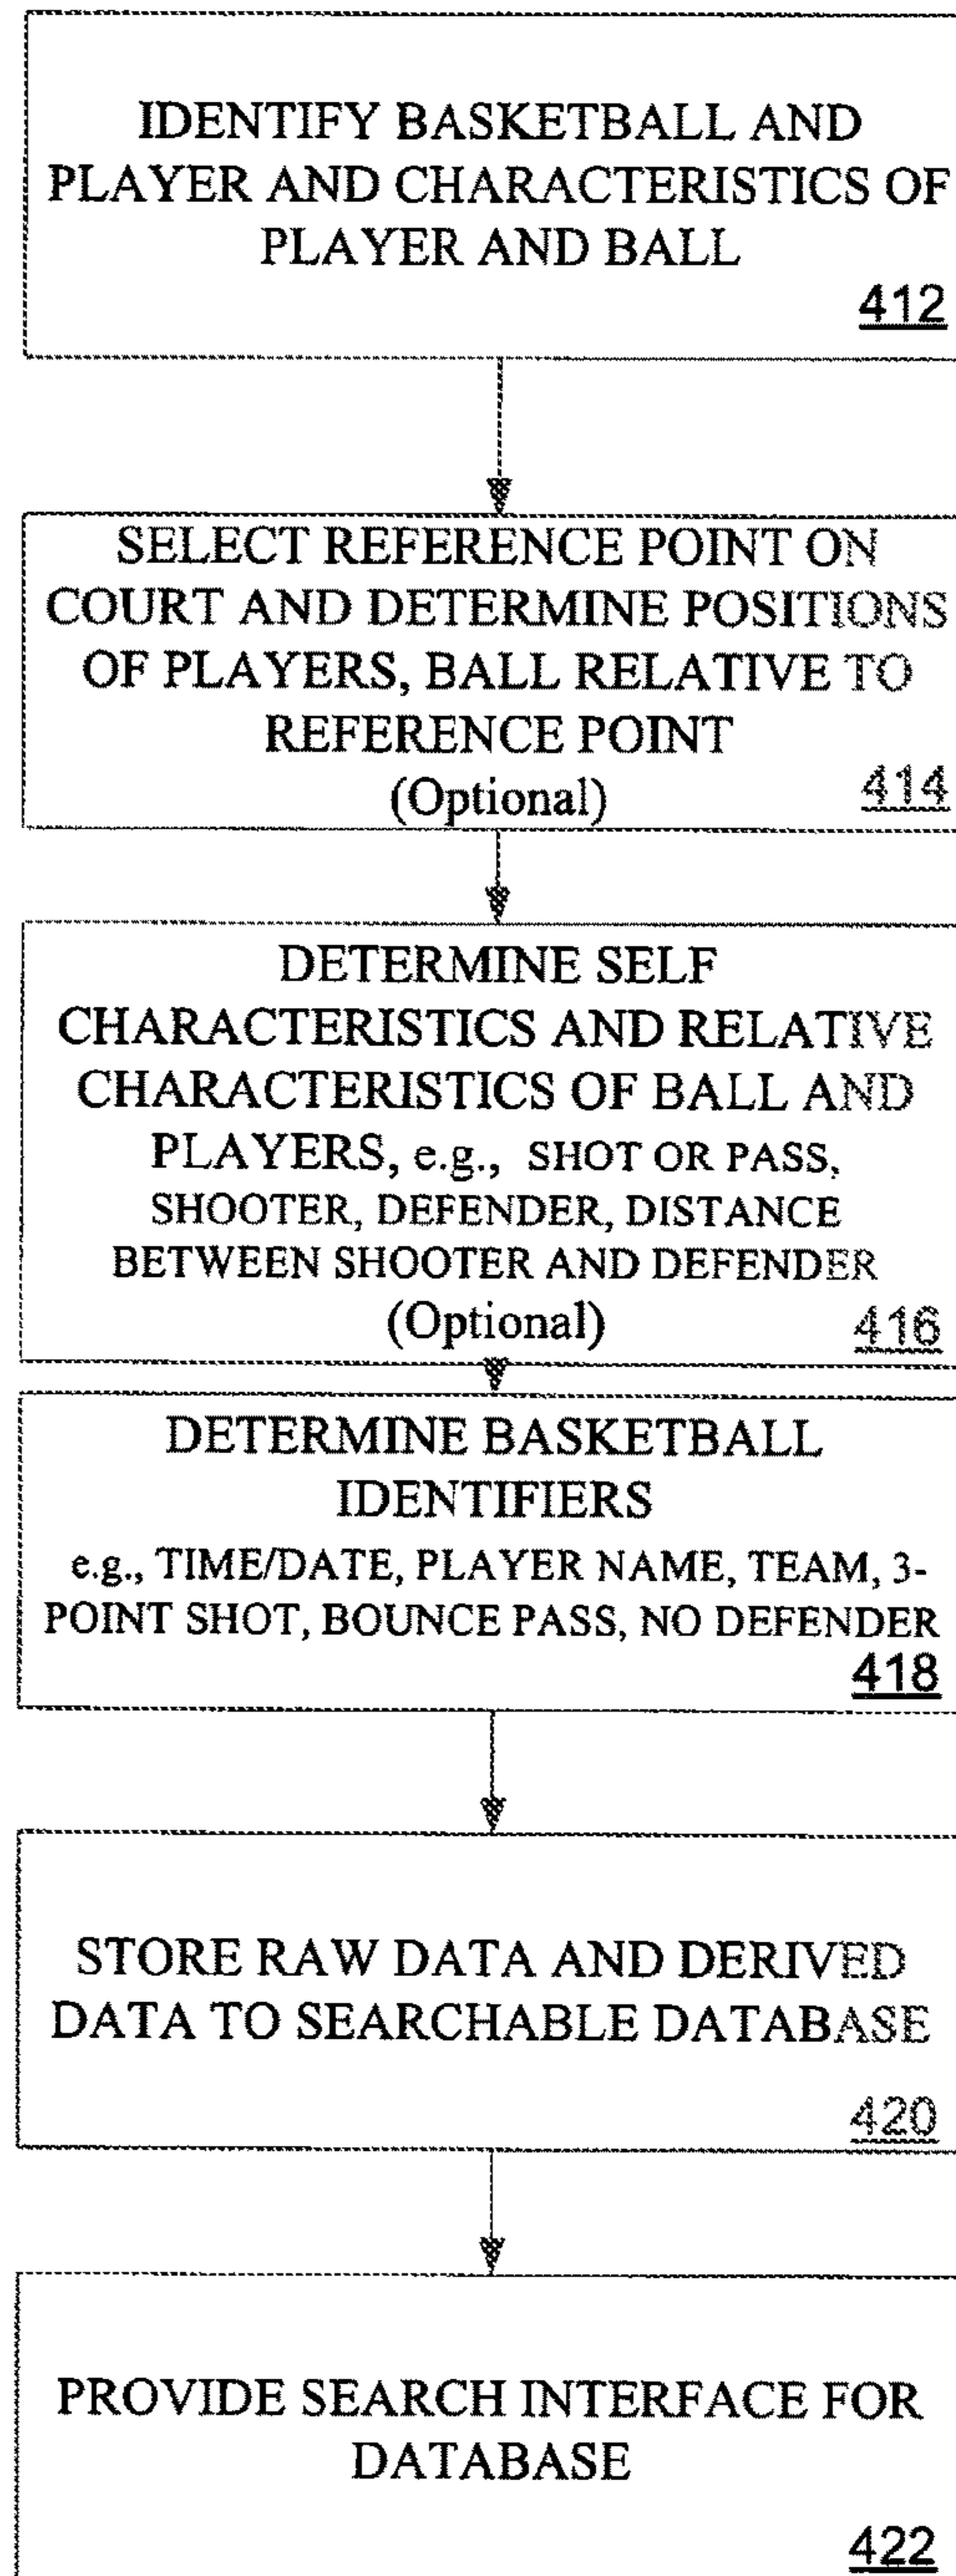 IDENTIFY BASKETBALL AND
PLAYER AND CHARACTERISTICS OF
PLAYER AND BALL
412
SELECT REFERENCE POINT ON
COURT AND DETERMINE POSITIONS
OF PLAYERS, BALL RELATIVE TO
REFERENCE POINT
(Optional)
414
DETERMINE SELF
CHARACTERISTICS AND RELATIVE
CHARACTERISTICS OF BALL AND
PLAYERS, e.g., SHOT OR PASS,
SHOOTER, DEFENDER, DISTANCE
BETWEEN SHOOTER AND DEFENDER
(Optional)
416
DETERMINE BASKETBALL
IDENTIFIERS
e.g., TIME/DATE, PLAYER NAME, TEAM, 3-
POINT SHOT, BOUNCE PASS, NO DEFENDER
418
STORE RAW DATA AND DERIVED
DATA TO SEARCHABLE DATABASE
420
PROVIDE SEARCH INTERFACE FOR
DATABASE
422